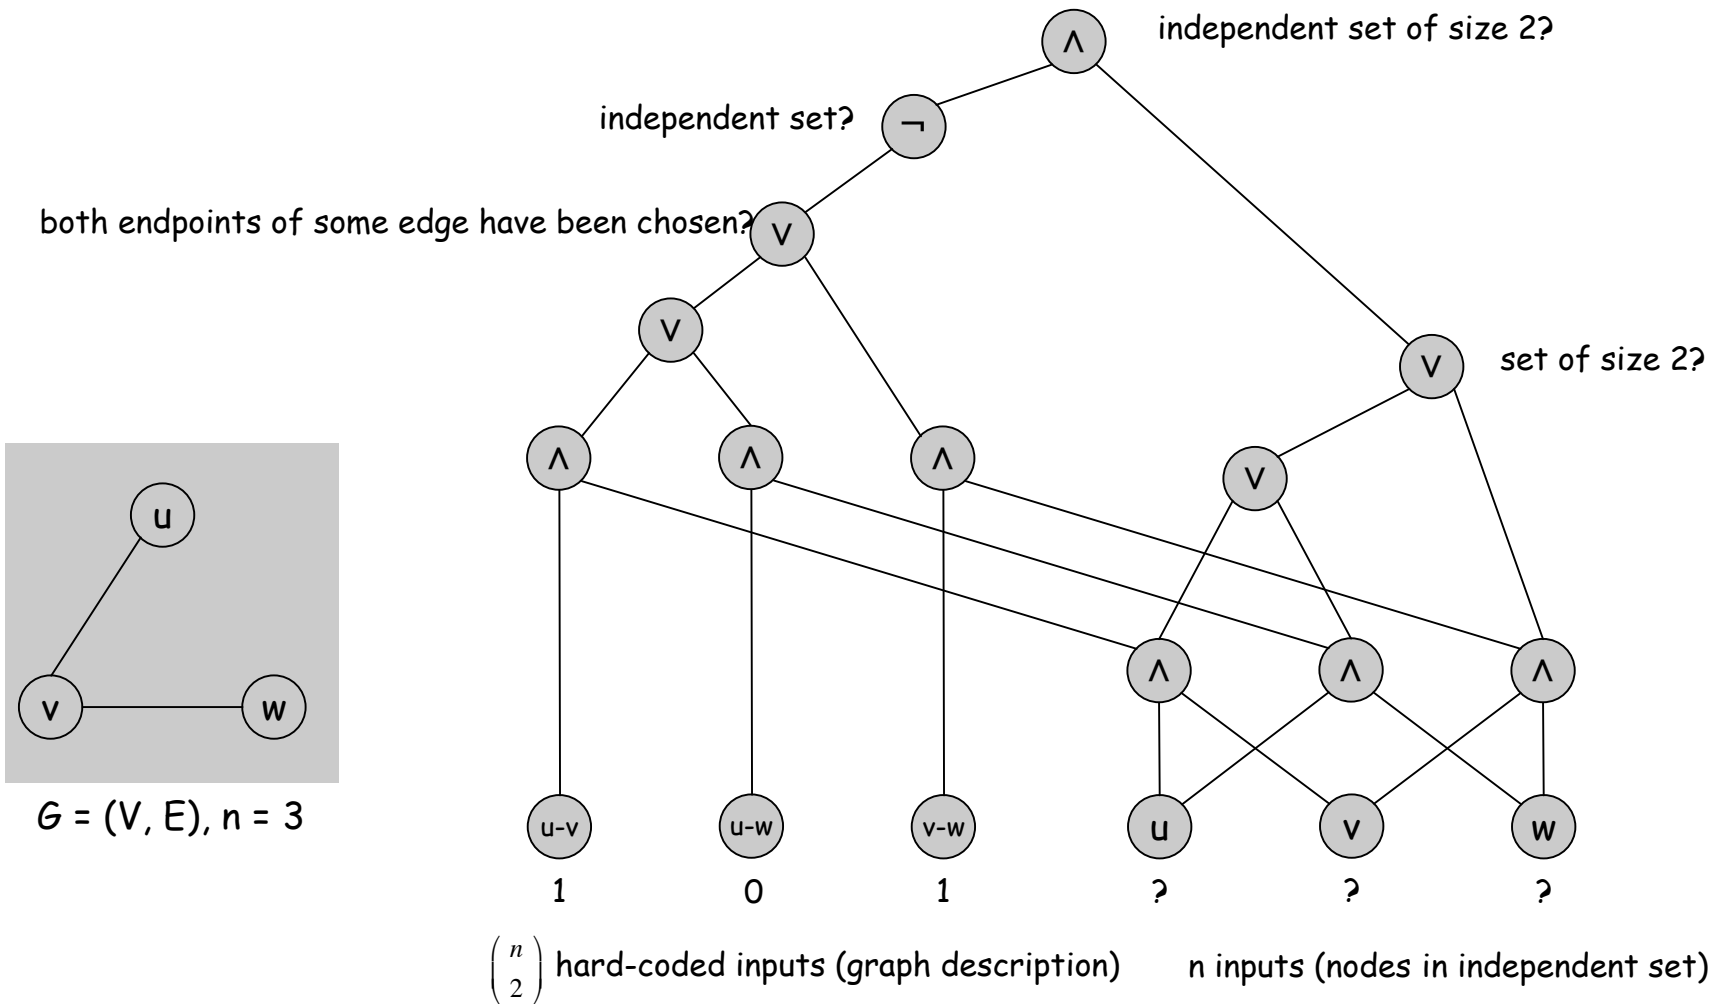 ∧
independent set of size 2?
independent set?
¬
both endpoints of some edge have been chosen?
∨
∨
∨
set of size 2?
∧ ∧ ∧
∨
u
∧ ∧ ∧
v w
G = (V, E), n = 3
u-v u-w v-w u v w
1 0 1 ? ? ?
( n 2 ) hard-coded inputs (graph description)
n inputs (nodes in independent set)